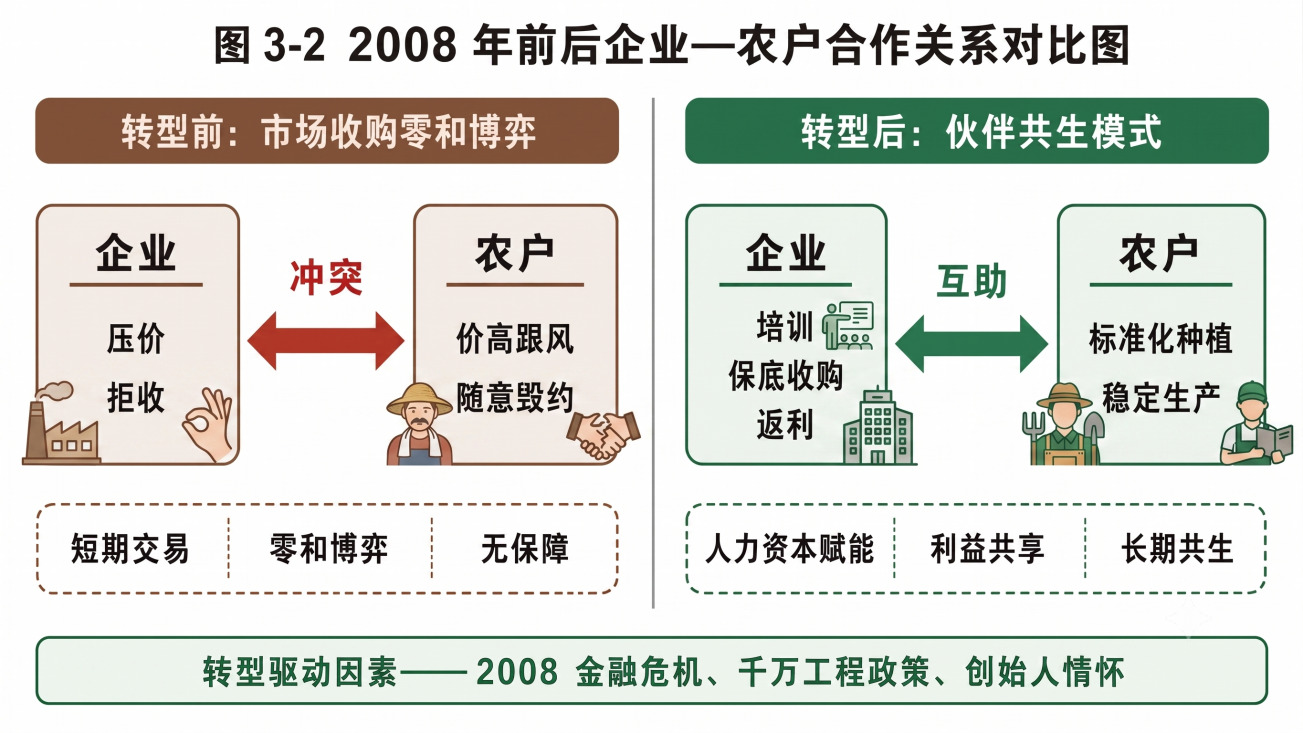 图 3-2 2008 年前后企业—农户合作关系对比图
转型前：市场收购零和博弈
企业
压价
拒收
冲突
农户
价高跟风
随意毁约
短期交易
零和博弈
无保障
转型后：伙伴共生模式
企业
培训
保底收购
返利
互助
农户
标准化种植
稳定生产
人力资本赋能
利益共享
长期共生
转型驱动因素—— 2008 金融危机、千万工程政策、创始人情怀